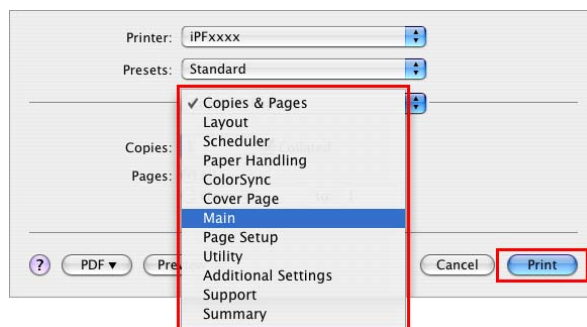 Printer: iPFxxxx
Presets: Standard
✓ Copies & Pages
Layout
Copies:
Scheduler
Paper Handling
Pages:
ColorSync
Cover Page
Main
Page Setup
Utility
Additional Settings
Support
Summary
? PDF▼ Pre Cancel Print